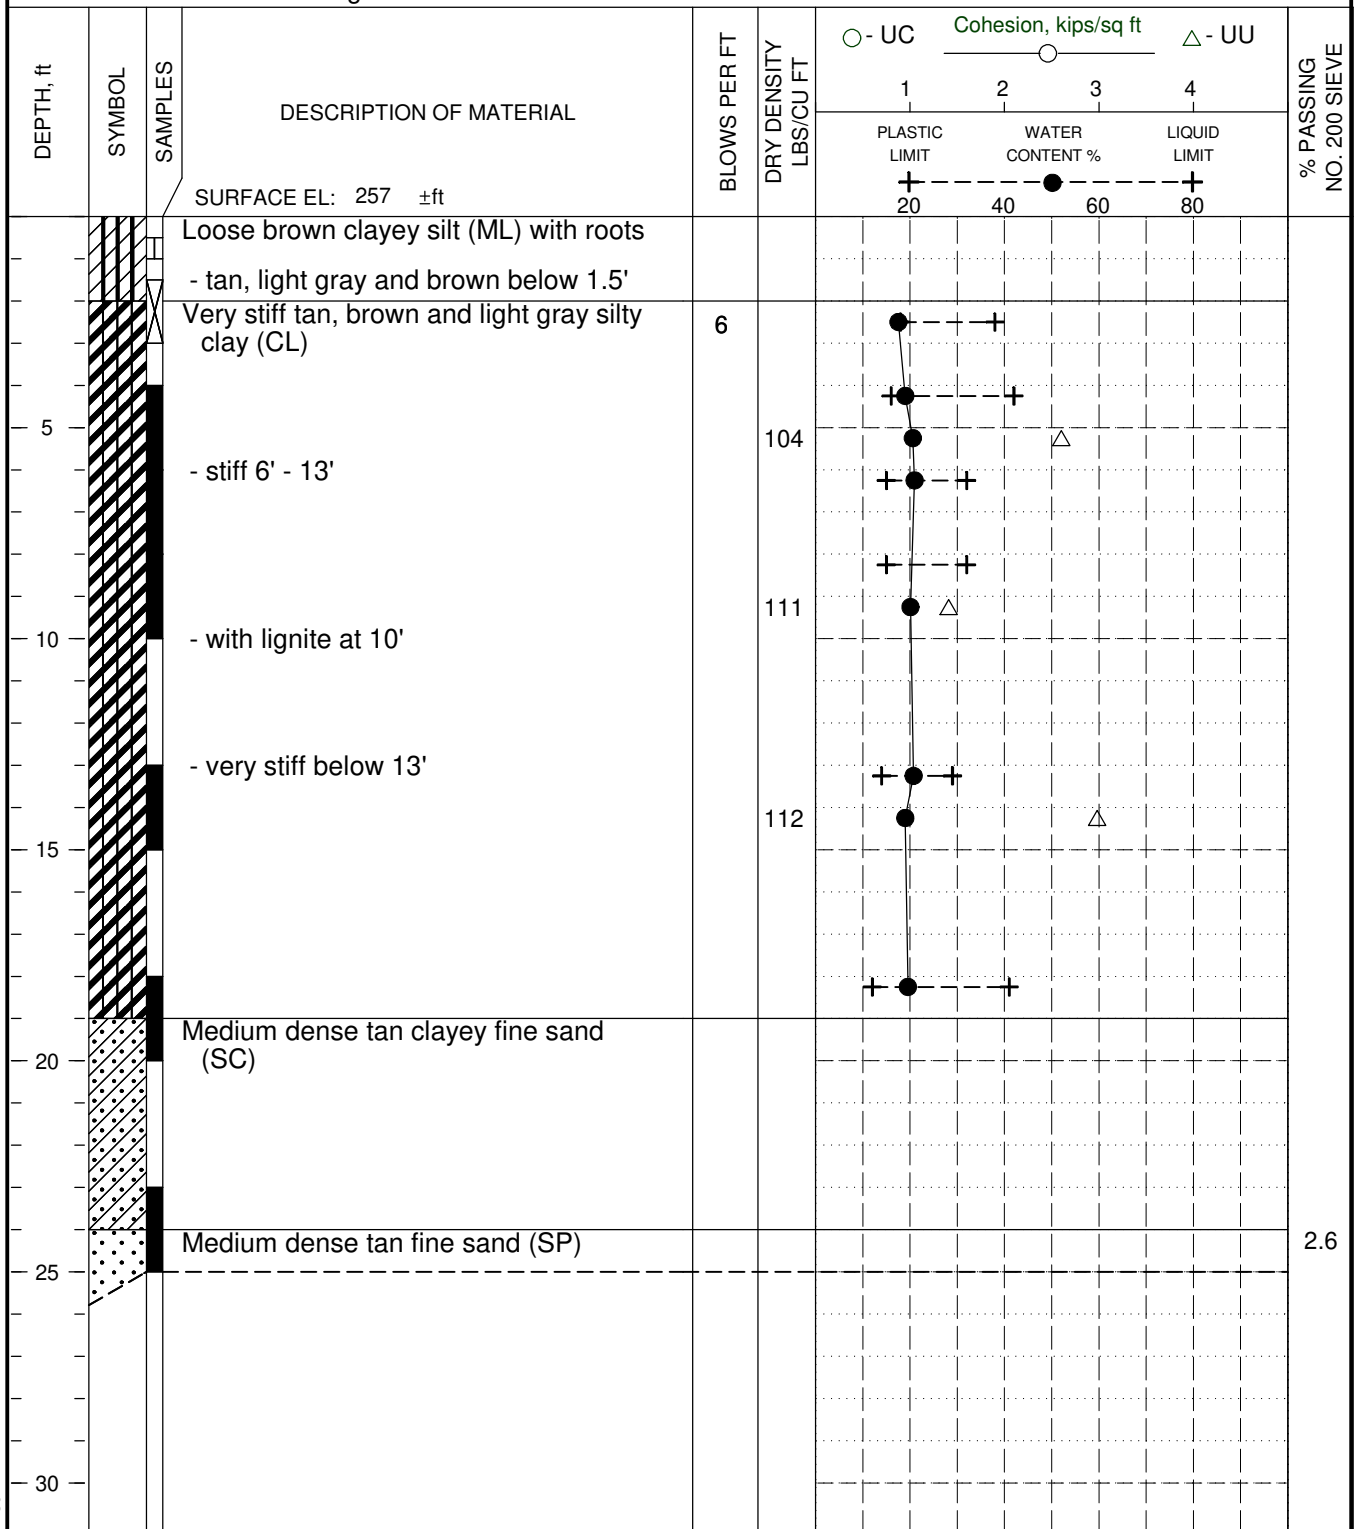 ○ - UC
Cohesion, kips/sq ft
△ - UU
1 2 3 4
DEPTH, ft
SYMBOL
SAMPLES
DESCRIPTION OF MATERIAL
BLOWS PER FT
DRY DENSITY
LBS/CU FT
PLASTIC
LIMIT
WATER
CONTENT %
LIQUID
LIMIT
20 40 60 80
% PASSING
NO. 200 SIEVE
SURFACE EL: 257 ±ft
Loose brown clayey silt (ML) with roots
- tan, light gray and brown below 1.5'
Very stiff tan, brown and light gray silty
clay (CL)
6
5
104
- stiff 6' - 13'
111
10
- with lignite at 10'
- very stiff below 13'
112
15
Medium dense tan clayey fine sand
(SC)
20
Medium dense tan fine sand (SP)
2.6
25
30